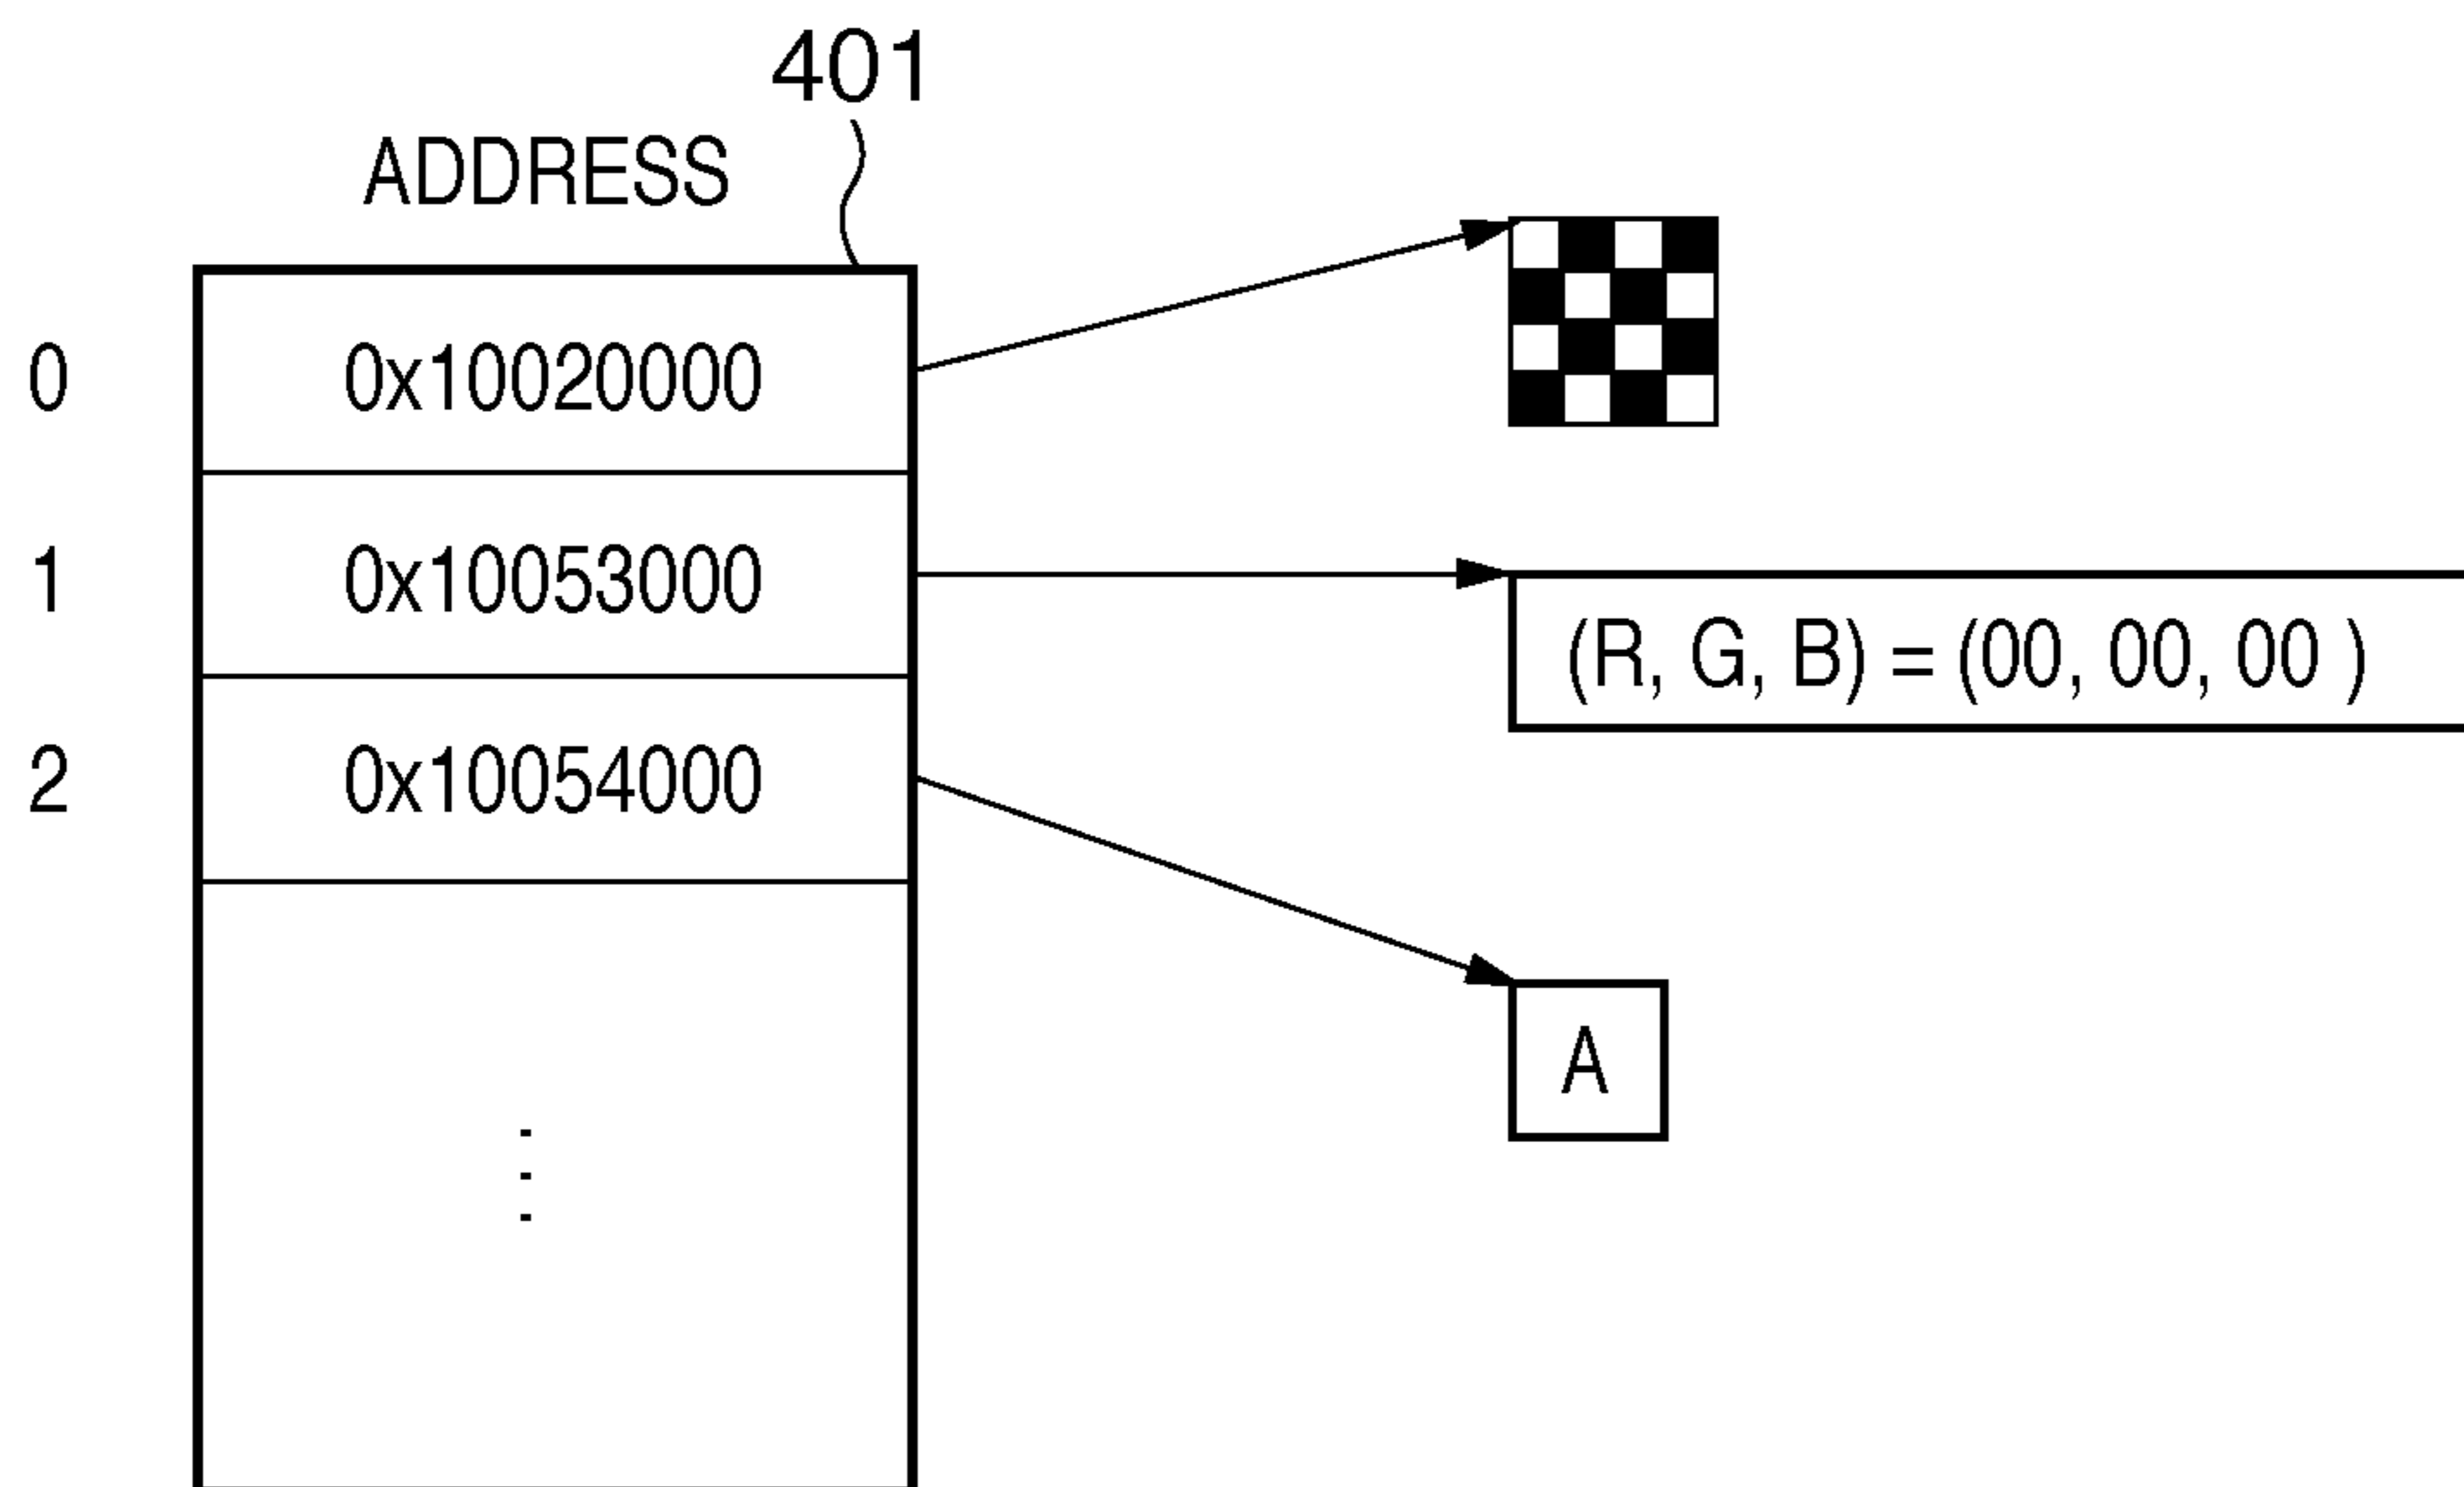 401
ADDRESS
0 0x10020000
1 0x10053000
(R, G, B) = (00, 00, 00 )
2 0x10054000
A